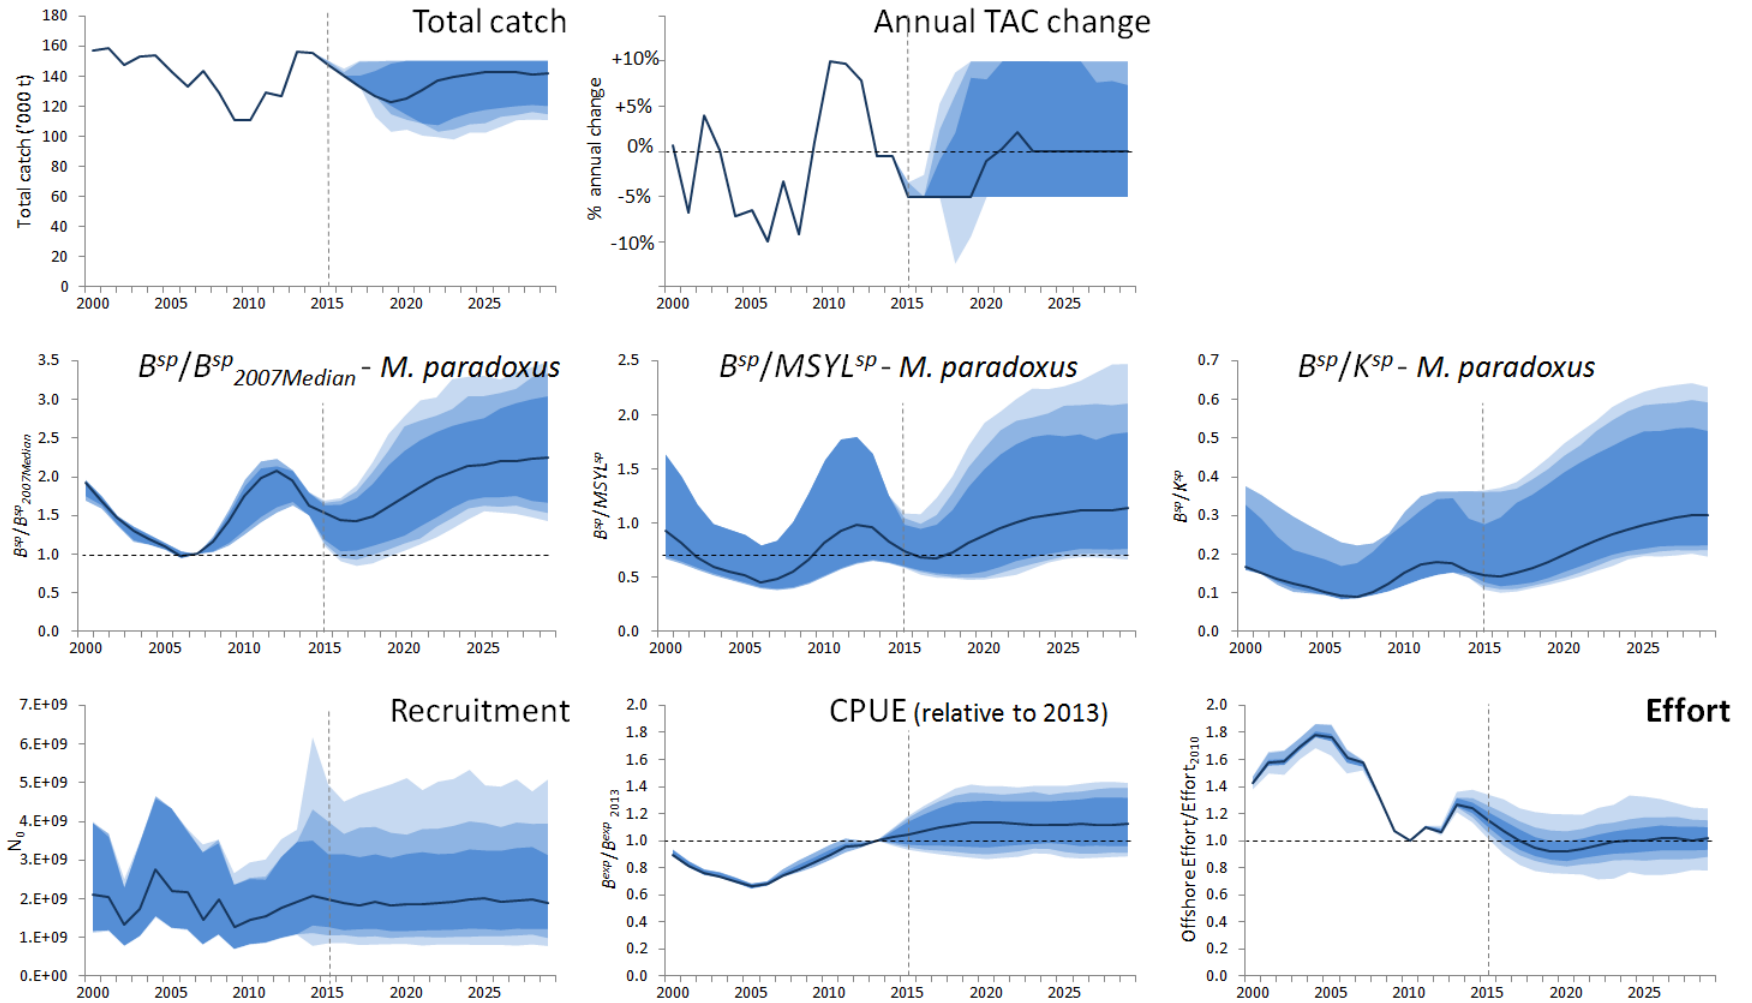 Total catch
Total catch ('000 t)
180
160
140
120
100
80
60
40
20
0
2000 2005 2010 2015 2020 2025
Annual TAC change
% annual change
+10%
+5%
0%
-5%
-10%
2000 2005 2010 2015 2020 2025
Bsp/Bsp2007Median - M. paradoxus
Bsp/Bsp2007Median
3.5
3.0
2.5
2.0
1.5
1.0
0.5
0.0
2000 2005 2010 2015 2020 2025
Bsp/MSYLsp - M. paradoxus
Bsp/MSYLsp
2.5
2.0
1.5
1.0
0.5
0.0
2000 2005 2010 2015 2020 2025
Bsp/Ksp - M. paradoxus
Bsp/Ksp
0.7
0.6
0.5
0.4
0.3
0.2
0.1
0.0
2000 2005 2010 2015 2020 2025
Recruitment
N0
7.E+09
6.E+09
5.E+09
4.E+09
3.E+09
2.E+09
1.E+09
0.E+00
2000 2005 2010 2015 2020 2025
CPUE (relative to 2013)
Bexp/Bexp2013
2.0
1.8
1.6
1.4
1.2
1.0
0.8
0.6
0.4
0.2
0.0
2000 2005 2010 2015 2020 2025
Effort
Offshore Effort/Effort2010
2.0
1.8
1.6
1.4
1.2
1.0
0.8
0.6
0.4
0.2
0.0
2000 2005 2010 2015 2020 2025